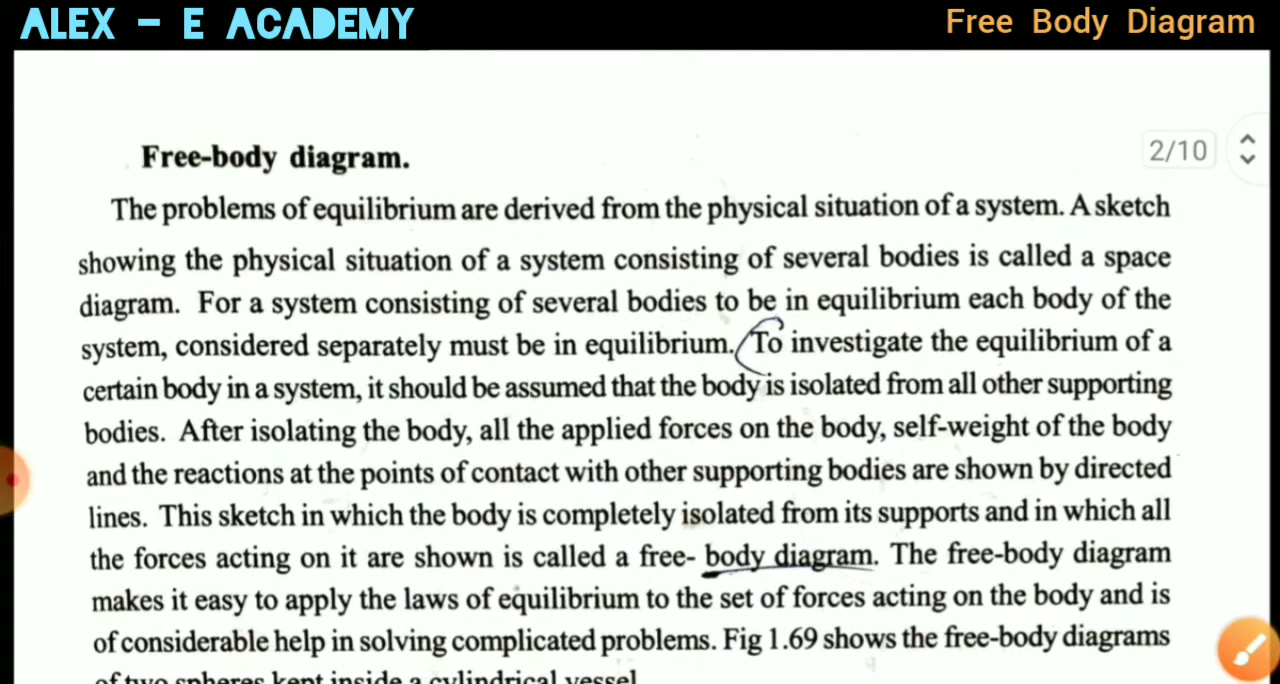 ALEX – E ACADEMY
Free Body Diagram
2/10
Free-body diagram.
The problems of equilibrium are derived from the physical situation of a system. A sketch
showing the physical situation of a system consisting of several bodies is called a space
diagram. For a system consisting of several bodies to be in equilibrium each body of the
system, considered separately must be in equilibrium. To investigate the equilibrium of a
certain body in a system, it should be assumed that the body is isolated from all other supporting
bodies. After isolating the body, all the applied forces on the body, self-weight of the body
and the reactions at the points of contact with other supporting bodies are shown by directed
lines. This sketch in which the body is completely isolated from its supports and in which all
the forces acting on it are shown is called a free- body diagram. The free-body diagram
makes it easy to apply the laws of equilibrium to the set of forces acting on the body and is
of considerable help in solving complicated problems. Fig 1.69 shows the free-body diagrams
of two spheres kept inside a cylindrical vessel